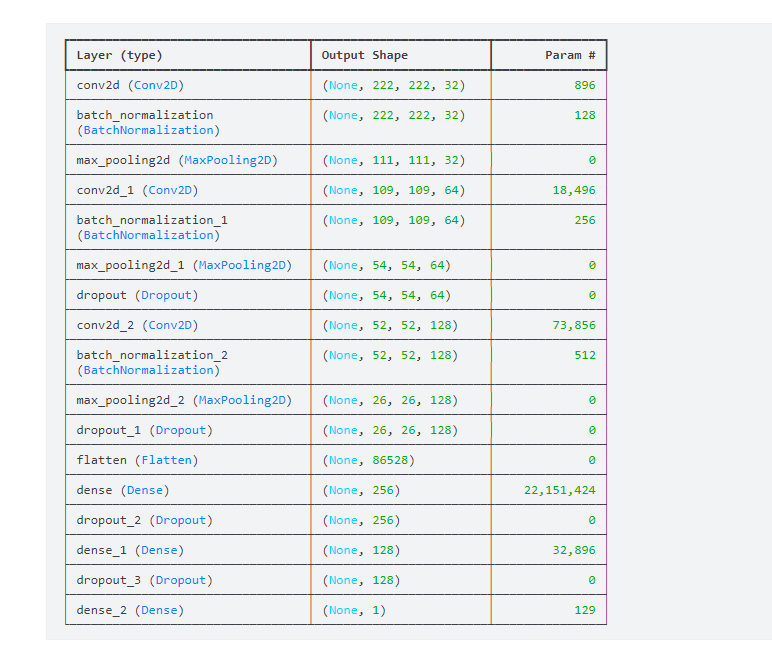 Layer (type) Output Shape Param #
conv2d (Conv2D) (None, 222, 222, 32) 896
batch_normalization (None, 222, 222, 32) 128
(BatchNormalization)
max_pooling2d (MaxPooling2D) (None, 111, 111, 32) 0
conv2d_1 (Conv2D) (None, 109, 109, 64) 18,496
batch_normalization_1 (None, 109, 109, 64) 256
(BatchNormalization)
max_pooling2d_1 (MaxPooling2D) (None, 54, 54, 64) 0
dropout (Dropout) (None, 54, 54, 64) 0
conv2d_2 (Conv2D) (None, 52, 52, 128) 73,856
batch_normalization_2 (None, 52, 52, 128) 512
(BatchNormalization)
max_pooling2d_2 (MaxPooling2D) (None, 26, 26, 128) 0
dropout_1 (Dropout) (None, 26, 26, 128) 0
flatten (Flatten) (None, 86528) 0
dense (Dense) (None, 256) 22,151,424
dropout_2 (Dropout) (None, 256) 0
dense_1 (Dense) (None, 128) 32,896
dropout_3 (Dropout) (None, 128) 0
dense_2 (Dense) (None, 1) 129